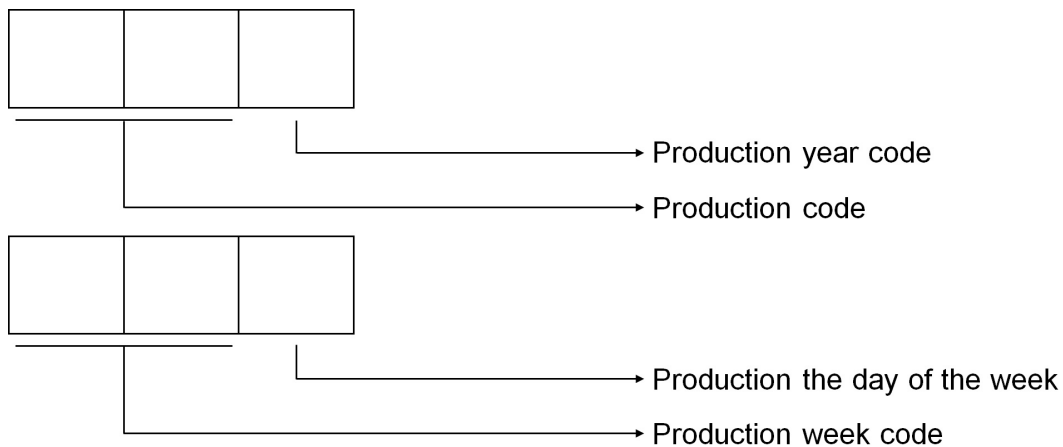 Production year code
Production code
Production the day of the week
Production week code